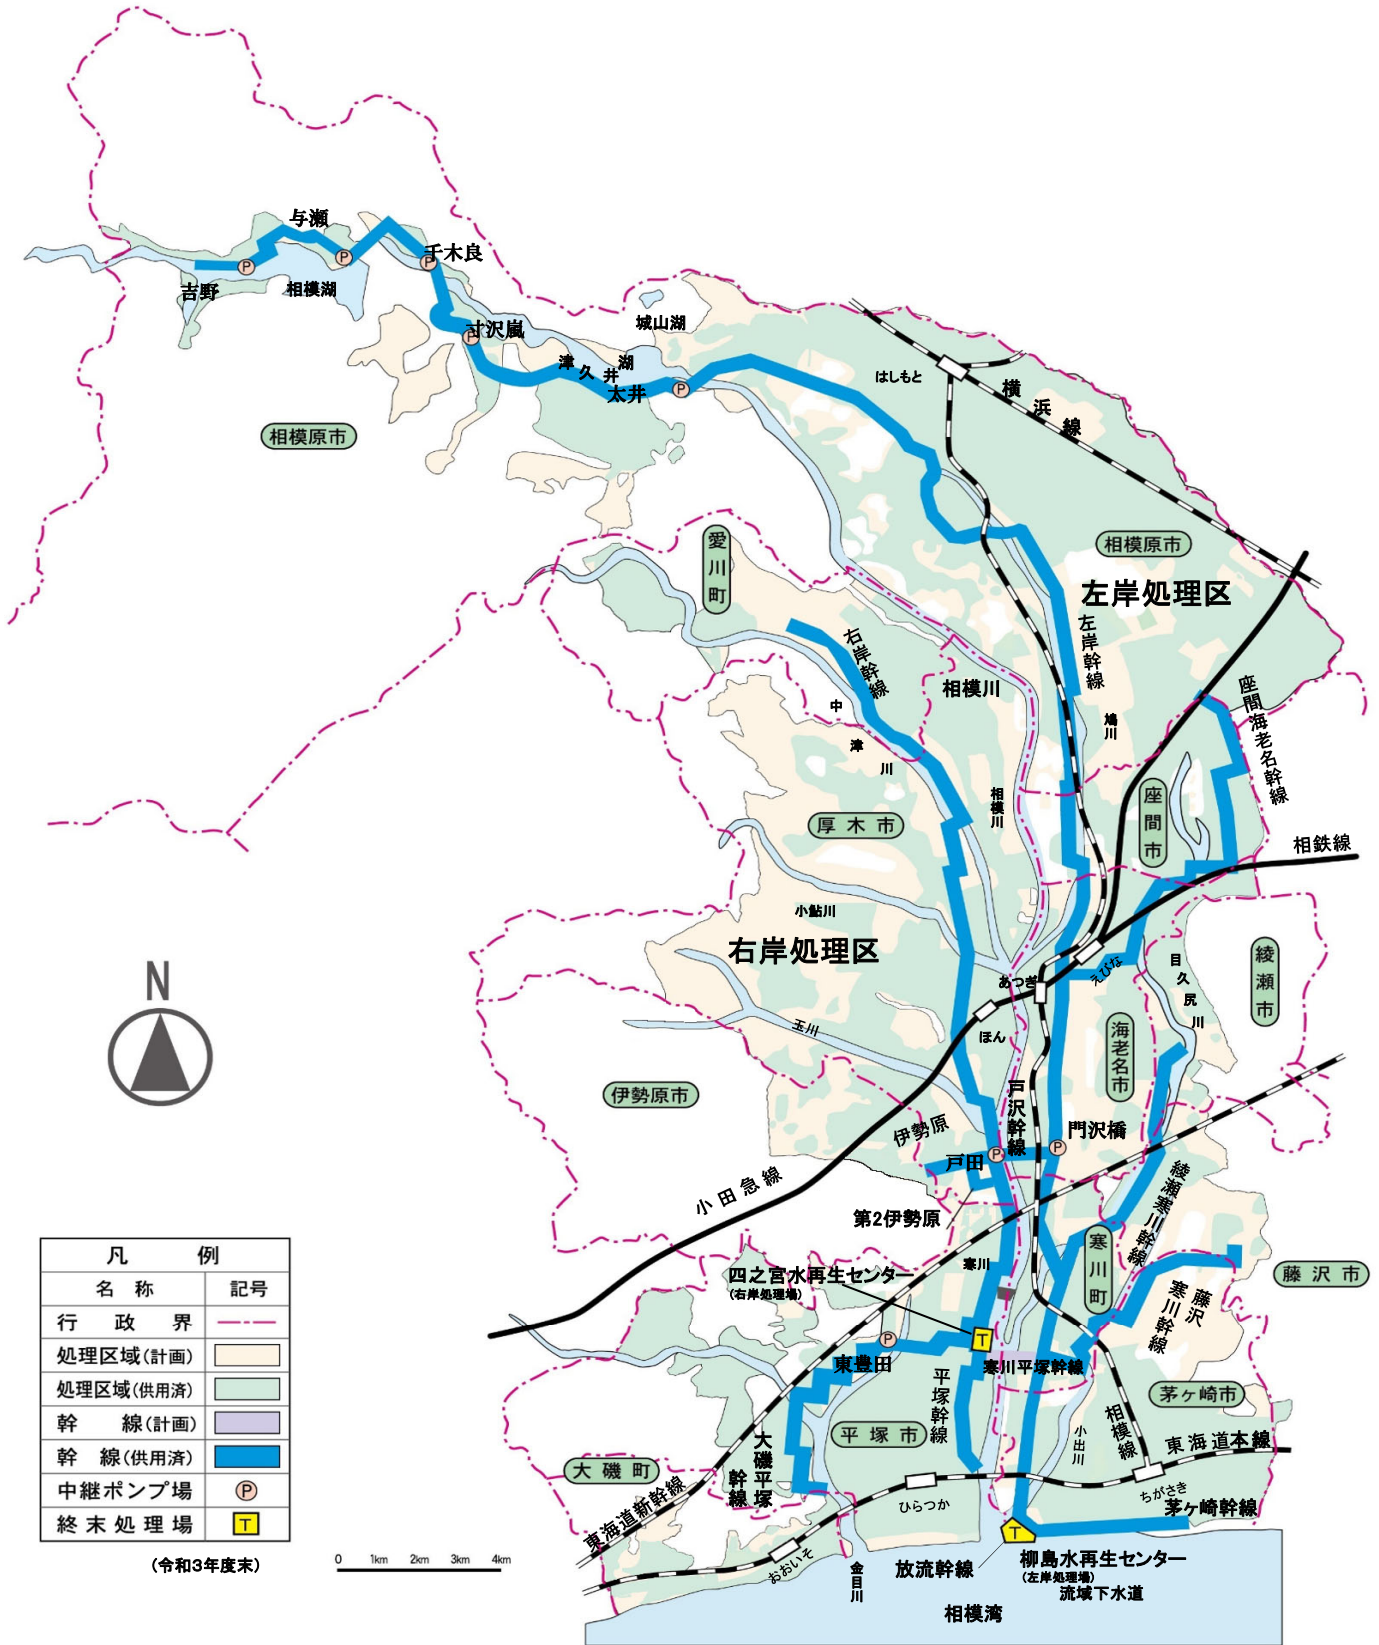 与瀬
千木良
吉野
相模湖
寸沢嵐
城山湖
津久井湖
太井
はしもと
横浜線
相模原市
愛川町
相模原市
左岸処理区
右岸幹線
左岸幹線
相模川
座間海老名幹線
中津川
鳩川
相模川
座間市
厚木市
相鉄線
小鮎川
右岸処理区
綾瀬市
えびな
目久尻川
あつぎ
玉川
ほん
海老名市
伊勢原市
戸沢幹線
伊勢原
門沢橋
戸田
小田急線
綾瀬寒川幹線
第2伊勢原
寒川町
寒川
四之宮水再生センター
(右岸処理場)
藤沢市
藤沢寒川幹線
東豊田
寒川平塚幹線
平塚幹線
茅ヶ崎市
平塚市
相模線
小出川
東海道本線
大磯平塚幹線
大磯町
ちがさき
ひらつか
茅ヶ崎幹線
東海道新幹線
おおいそ
金目川
放流幹線
柳島水再生センター
(左岸処理場)
流域下水道
相模湾
N
凡 例
名 称 記号
行 政 界
処理区域(計画)
処理区域(供用済)
幹 線(計画)
幹 線(供用済)
中継ポンプ場 P
終末処理場 T
(令和3年度末)
0 1km 2km 3km 4km
P
P
P
P
P
P
P
P
T
T